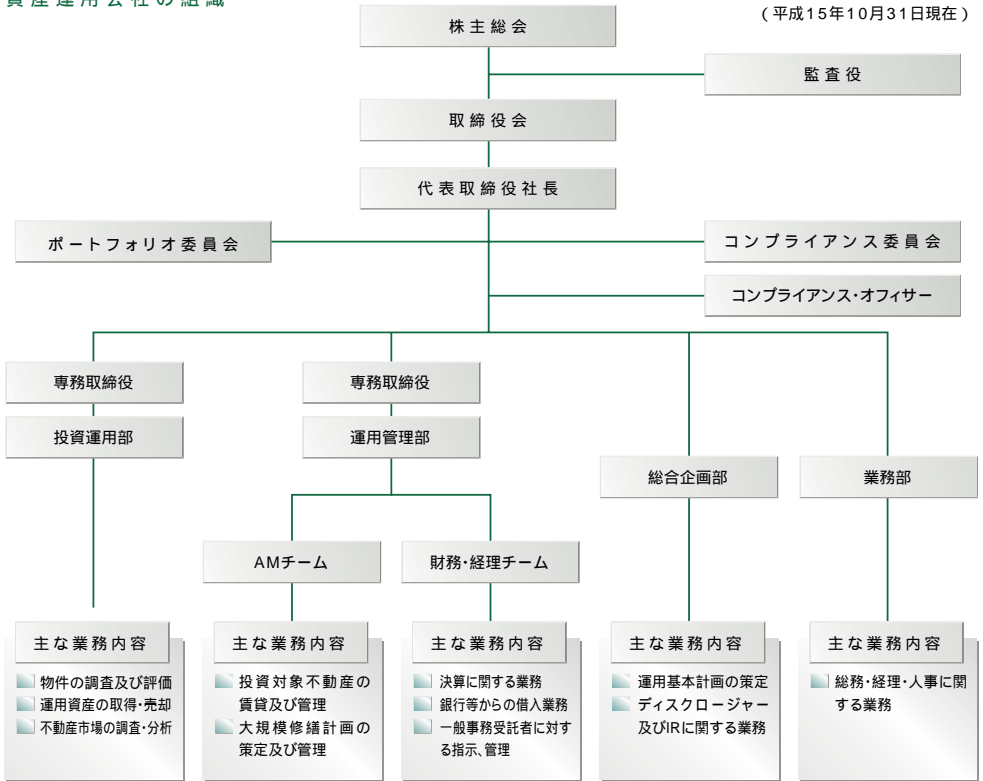 資産運用会社の組織
(平成15年10月31日現在)
株主総会
監査役
取締役会
代表取締役社長
ポートフォリオ委員会
コンプライアンス委員会
コンプライアンス・オフィサー
専務取締役
専務取締役
投資運用部
運用管理部
総合企画部
業務部
AMチーム
財務・経理チーム
主な業務内容
物件の調査及び評価
運用資産の取得・売却
不動産市場の調査・分析
主な業務内容
投資対象不動産の
賃貸及び管理
大規模修繕計画の
策定及び管理
主な業務内容
決算に関する業務
銀行等からの借入業務
一般事務受託者に対す
る指示、管理
主な業務内容
運用基本計画の策定
ディスクロージャー
及びIRに関する業務
主な業務内容
総務・経理・人事に関
する業務